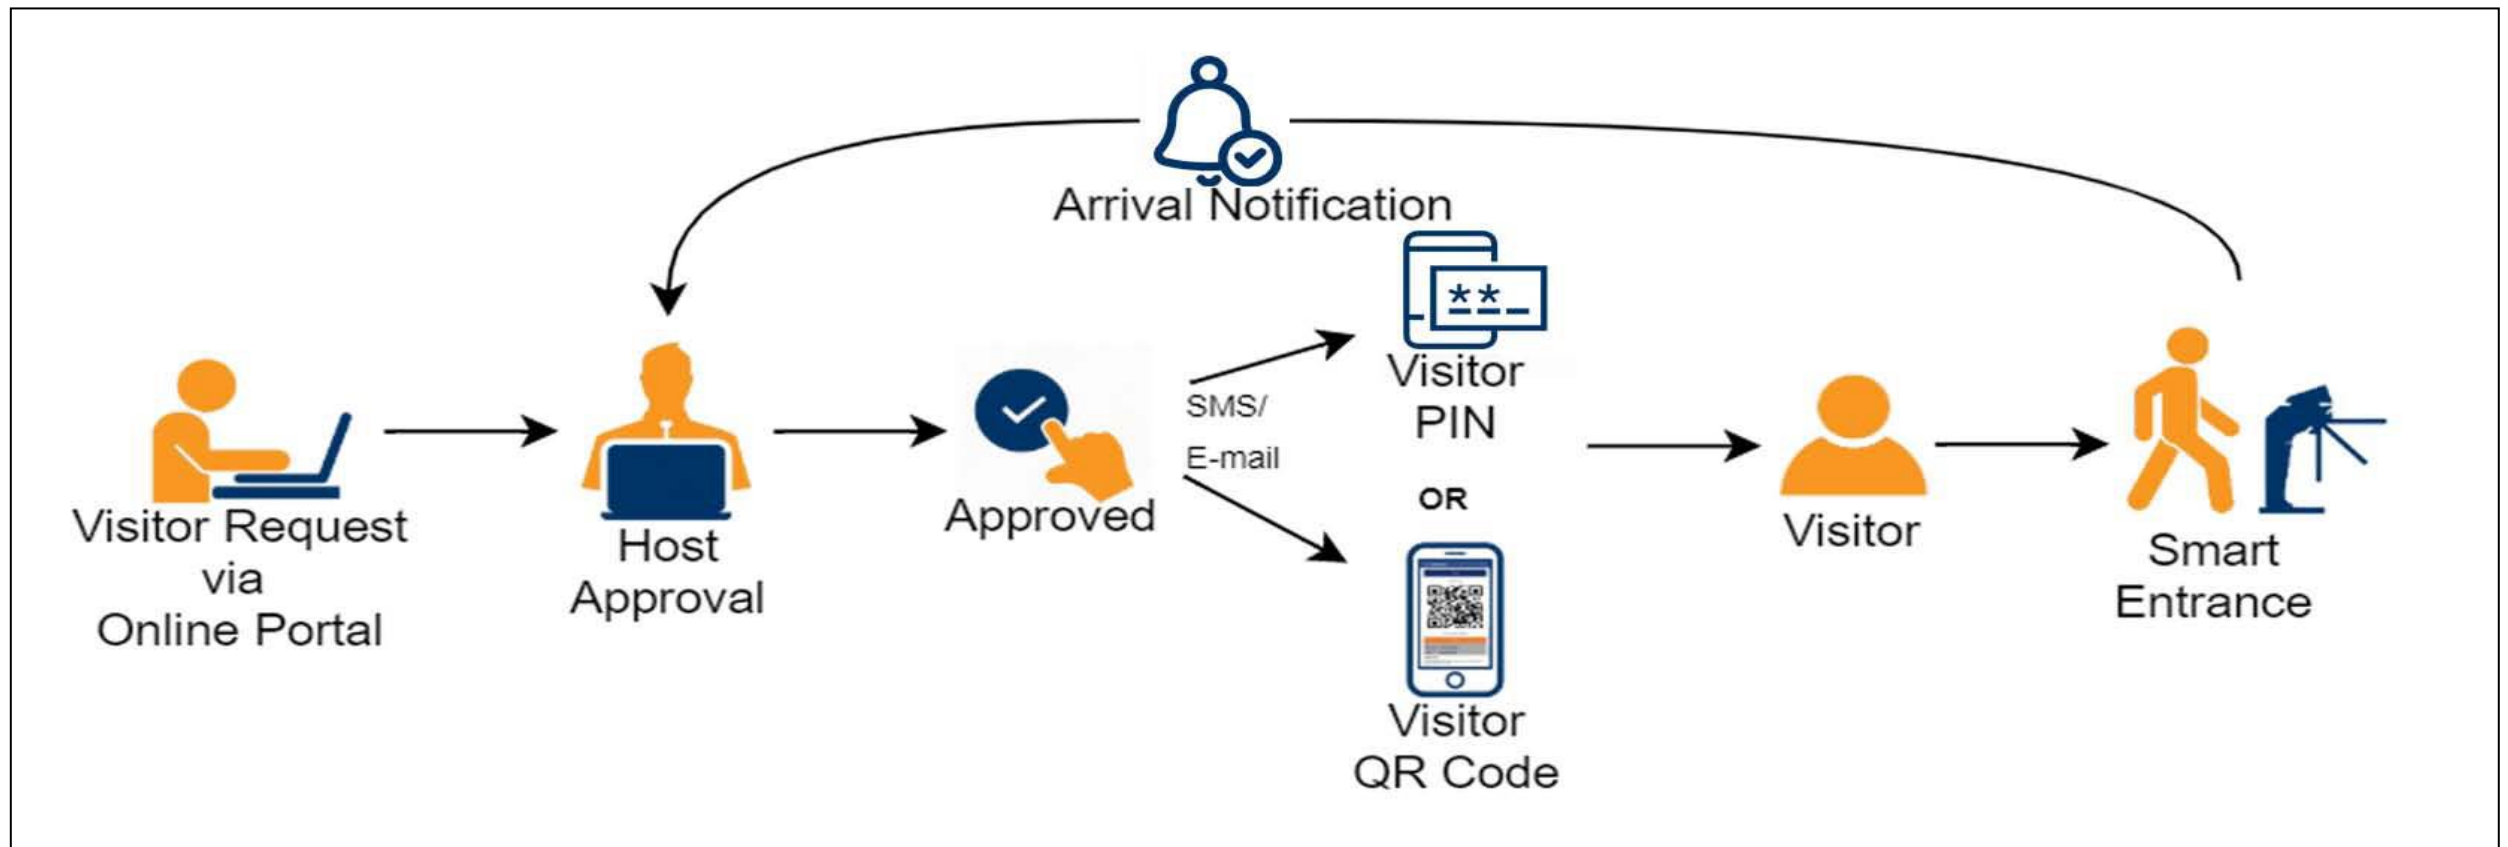 Arrival Notification
Visitor Request
via
Online Portal
Host
Approval
Approved
SMS/
E-mail
**_
Visitor
PIN
OR
Visitor
QR Code
Visitor
Smart
Entrance